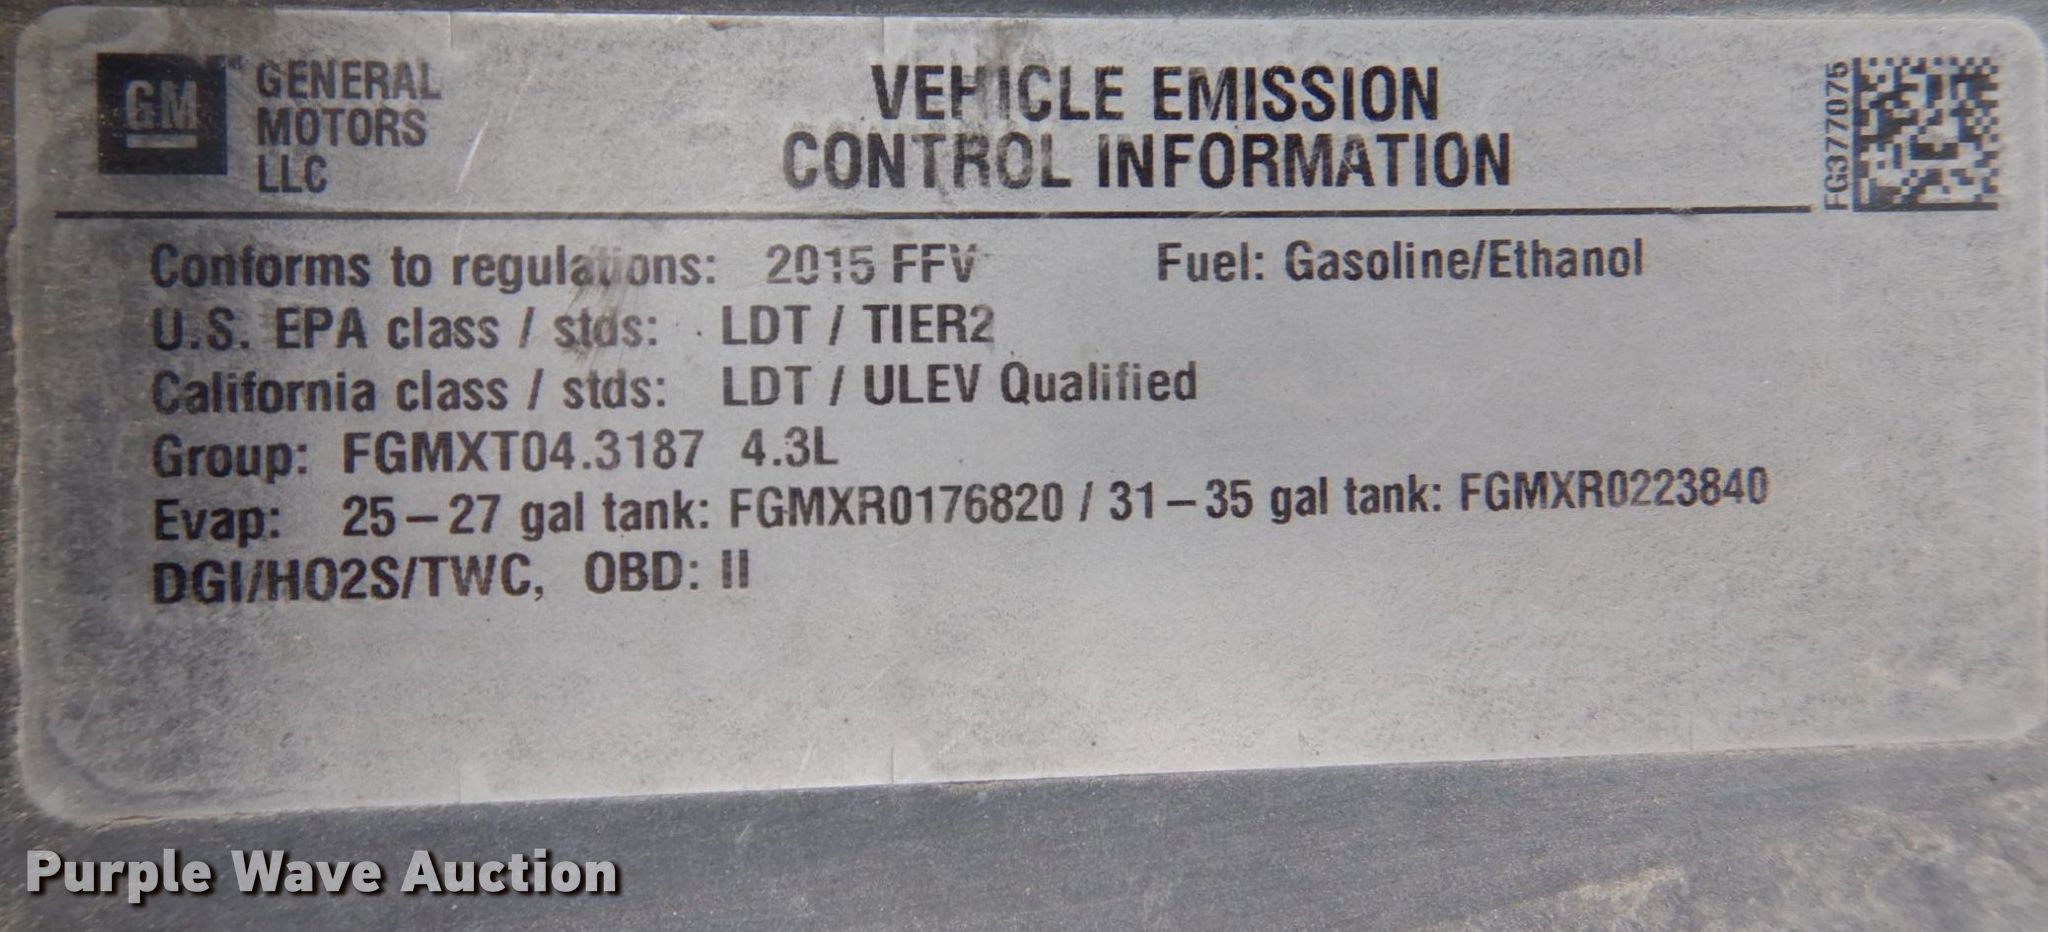 GM
GENERAL
MOTORS
LLC
VEHICLE EMISSION
CONTROL INFORMATION
FG377075
Conforms to regulations: 2015 FFV Fuel: Gasoline/Ethanol
U.S. EPA class / stds: LDT / TIER2
California class / stds: LDT / ULEV Qualified
Group: FGMXT04.3187 4.3L
Evap: 25-27 gal tank: FGMXR0176820 / 31-35 gal tank: FGMXR0223840
DGI/HO2S/TWC, OBD: II
Purple Wave Auction